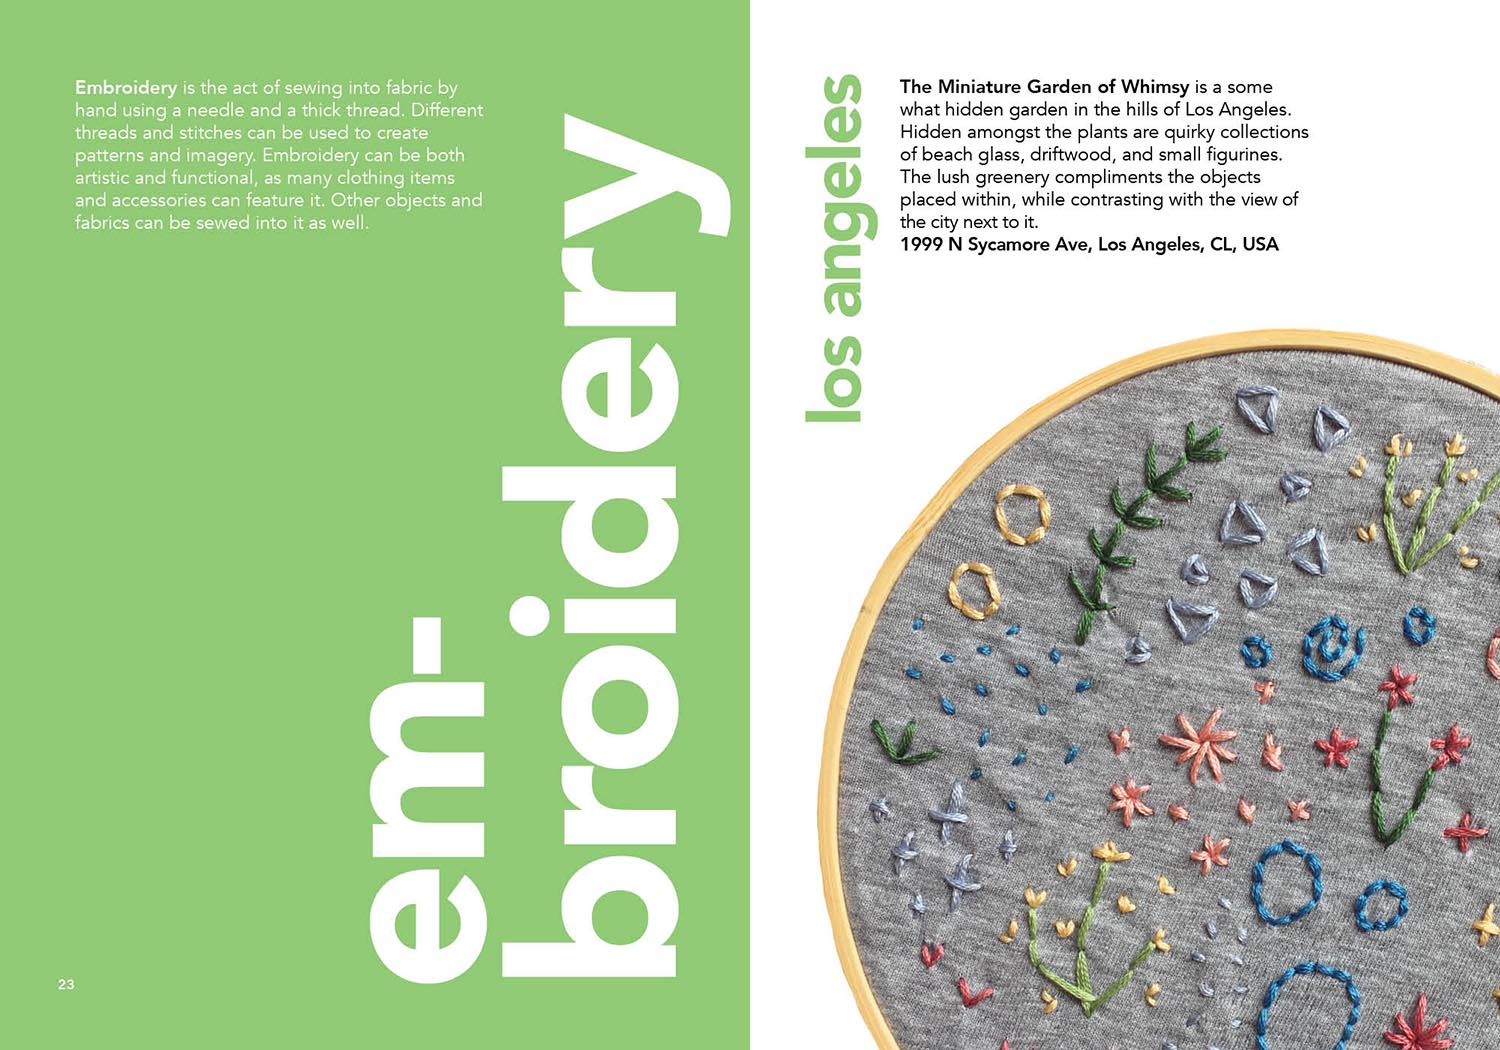 Embroidery is the act of sewing into fabric by
hand using a needle and a thick thread. Different
threads and stitches can be used to create
patterns and imagery. Embroidery can be both
artistic and functional, as many clothing items
and accessories can feature it. Other objects and
fabrics can be sewed into it as well.
em-
broidery
23
los angeles
The Miniature Garden of Whimsy is a some
what hidden garden in the hills of Los Angeles.
Hidden amongst the plants are quirky collections
of beach glass, driftwood, and small figurines.
The lush greenery compliments the objects
placed within, while contrasting with the view of
the city next to it.
1999 N Sycamore Ave, Los Angeles, CL, USA